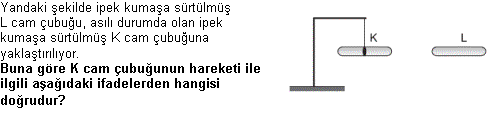 Yandaki şekilde ipek kumaşa sürtülmüş
L cam çubuğu, asılı durumda olan ipek
kumaşa sürtülmüş K cam çubuğuna
yaklaştırılıyor.
Buna göre K cam çubuğunun hareketi ile
ilgili aşağıdaki ifadelerden hangisi
doğrudur?
K
L